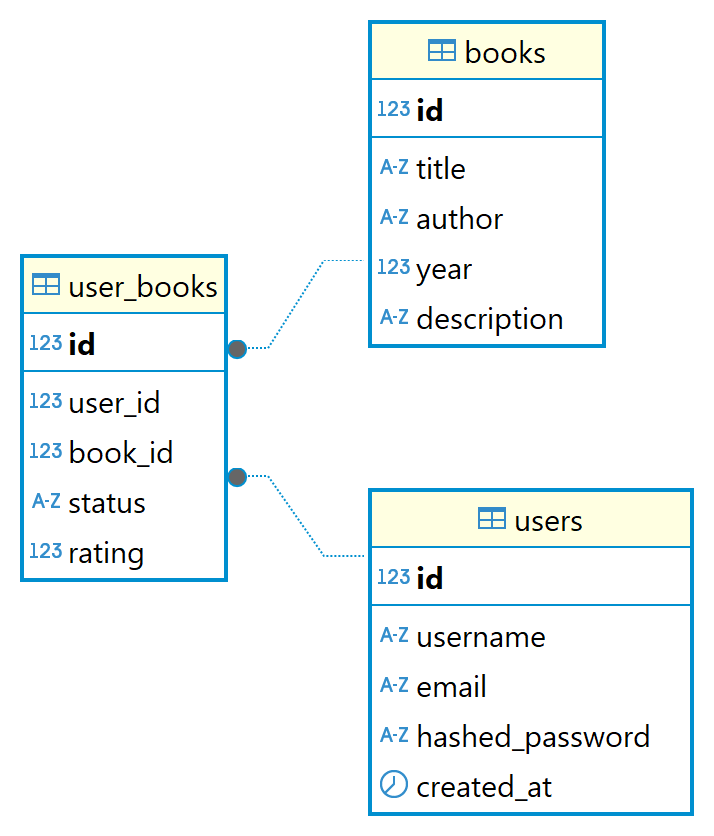 books
123 id
A-Z title
A-Z author
123 year
A-Z description
user_books
123 id
123 user_id
123 book_id
A-Z status
123 rating
users
123 id
A-Z username
A-Z email
A-Z hashed_password
created_at